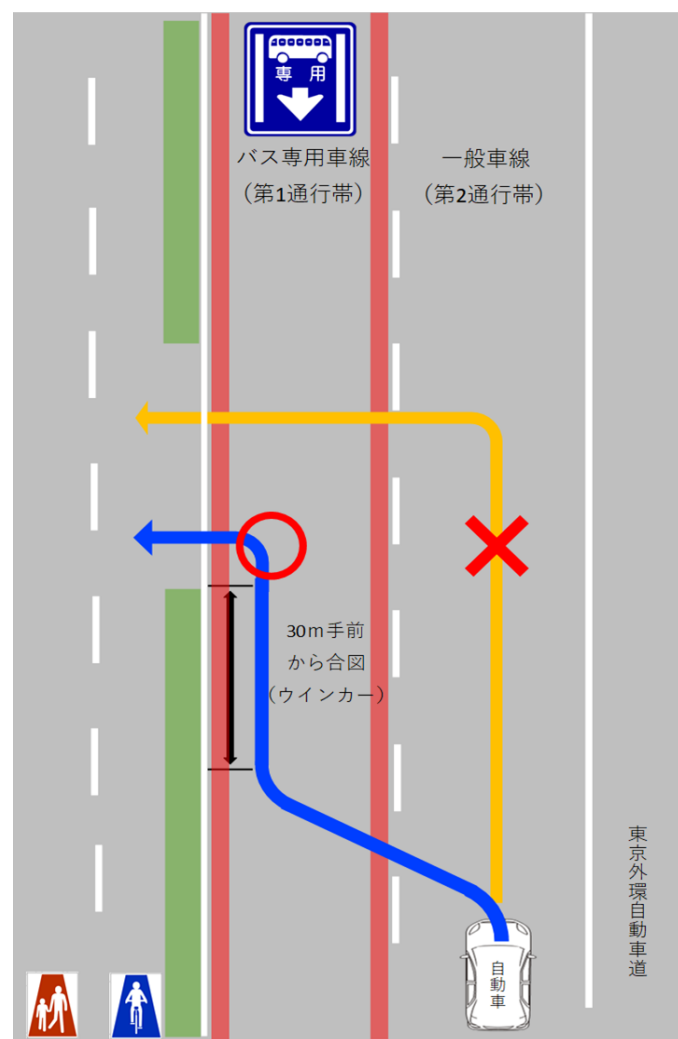 専 用
バス専用車線
（第1通行帯）
一般車線
（第2通行帯）
30ｍ手前
から合図
（ウインカー）
東京外環自動車道
自動車